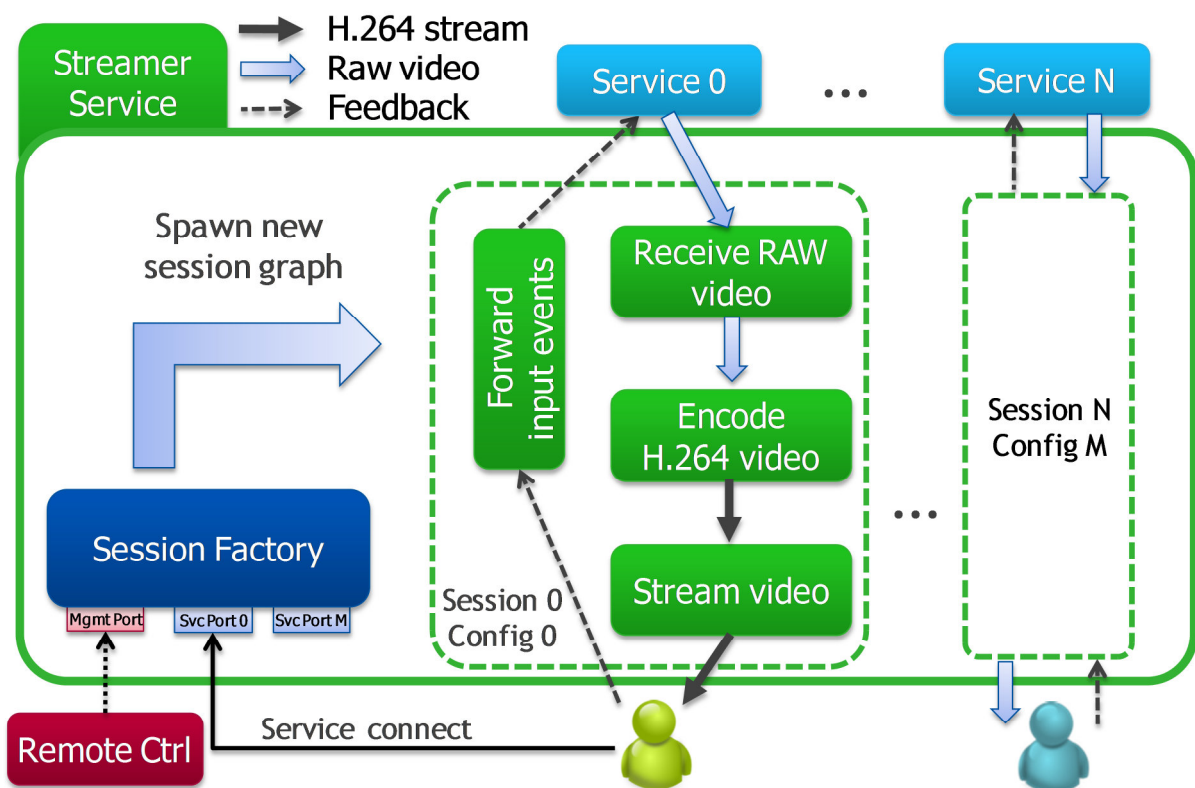 Streamer
Service
H.264 stream
Raw video
Feedback
Service 0
...
Service N
Spawn new
session graph
Forward
input events
Receive RAW
video
Encode
H.264 video
Stream video
Session 0
Config 0
...
Session N
Config M
Session Factory
Mgmt Port
Svc Port 0
Svc Port M
Remote Ctrl
Service connect